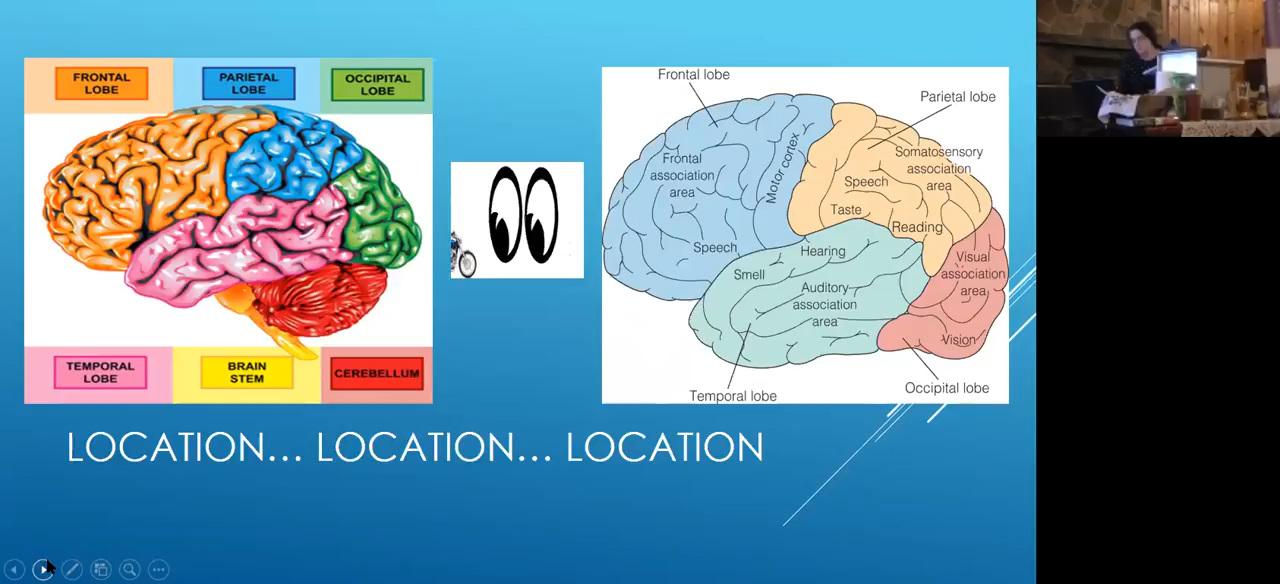 FRONTAL
LOBE
PARIETAL
LOBE
OCCIPITAL
LOBE
TEMPORAL
LOBE
BRAIN
STEM
CEREBELLUM
Frontal lobe
Parietal lobe
Frontal
association
area
Motor cortex
Somatosensory
association
area
Speech
Taste
Reading
Speech
Hearing
Smell
Auditory
association
area
Visual
association
area
Vision
Occipital lobe
Temporal lobe
LOCATION... LOCATION... LOCATION